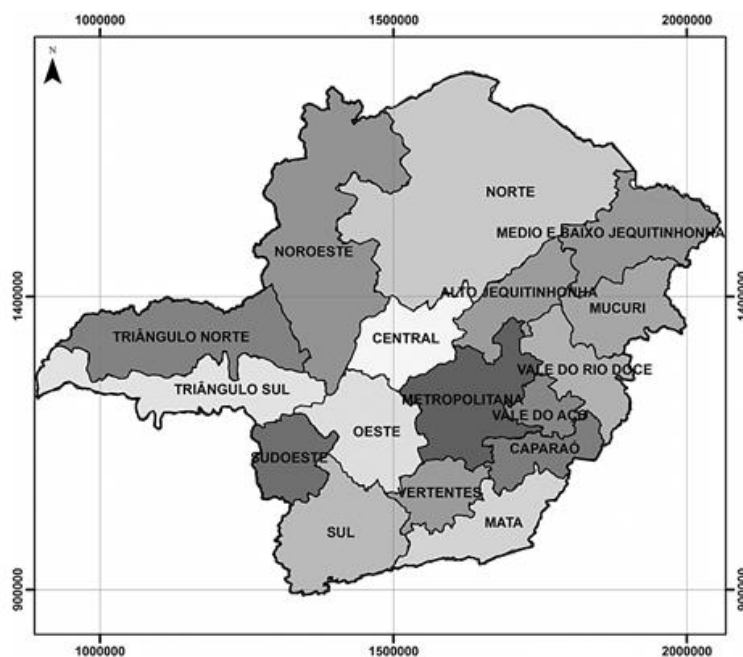 1000000 1500000 2000000
N
NORTE
MEDIO E BAIXO JEQUITINHONHA
NOROESTE
ALTO JEQUITINHONHA
1400000 1400000
MUCURI
TRIÂNGULO NORTE
CENTRAL
VALE DO RIO DOCE
TRIÂNGULO SUL
METROPOLITANA
VALE DO AÇO
OESTE
CAPARAÓ
SUDOESTE
VERTENTES
MATA
SUL
900000 900000
1000000 1500000 2000000